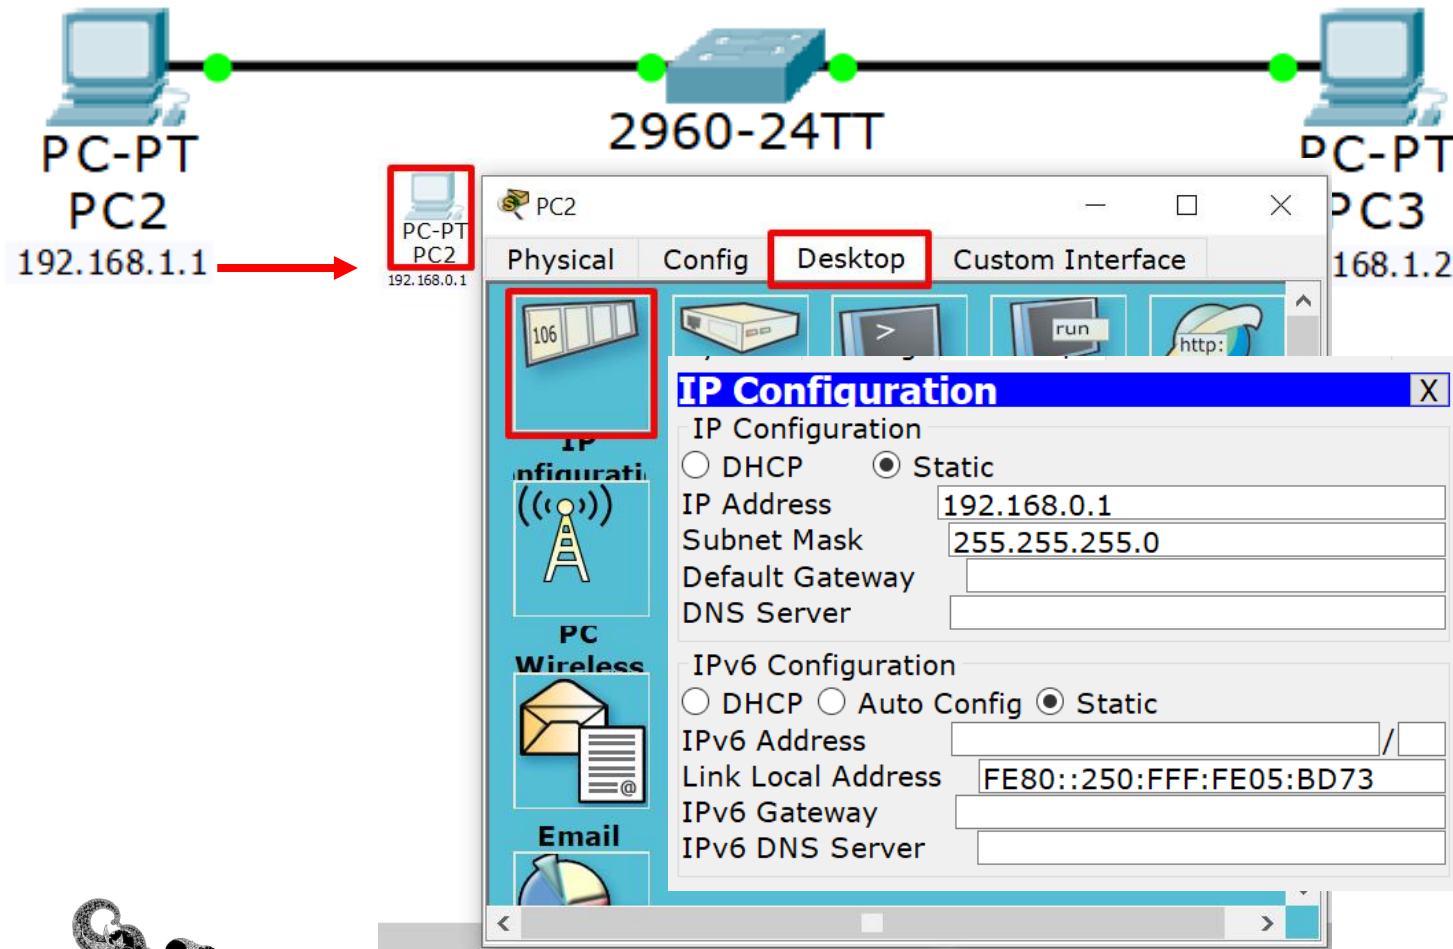 2960-24TT
PC-PT
PC2
192.168.1.1
PC-PT
PC3
168.1.2
PC-PT
PC2
192.168.0.1
PC2
Physical
Config
Desktop
Custom Interface
106
>
run
http:
IP
nfigurati
PC
Wireless
@
Email
IP Configuration
X
IP Configuration
DHCP
Static
IP Address 192.168.0.1
Subnet Mask 255.255.255.0
Default Gateway
DNS Server
IPv6 Configuration
DHCP Auto Config Static
IPv6 Address /
Link Local Address FE80::250:FFF:FE05:BD73
IPv6 Gateway
IPv6 DNS Server